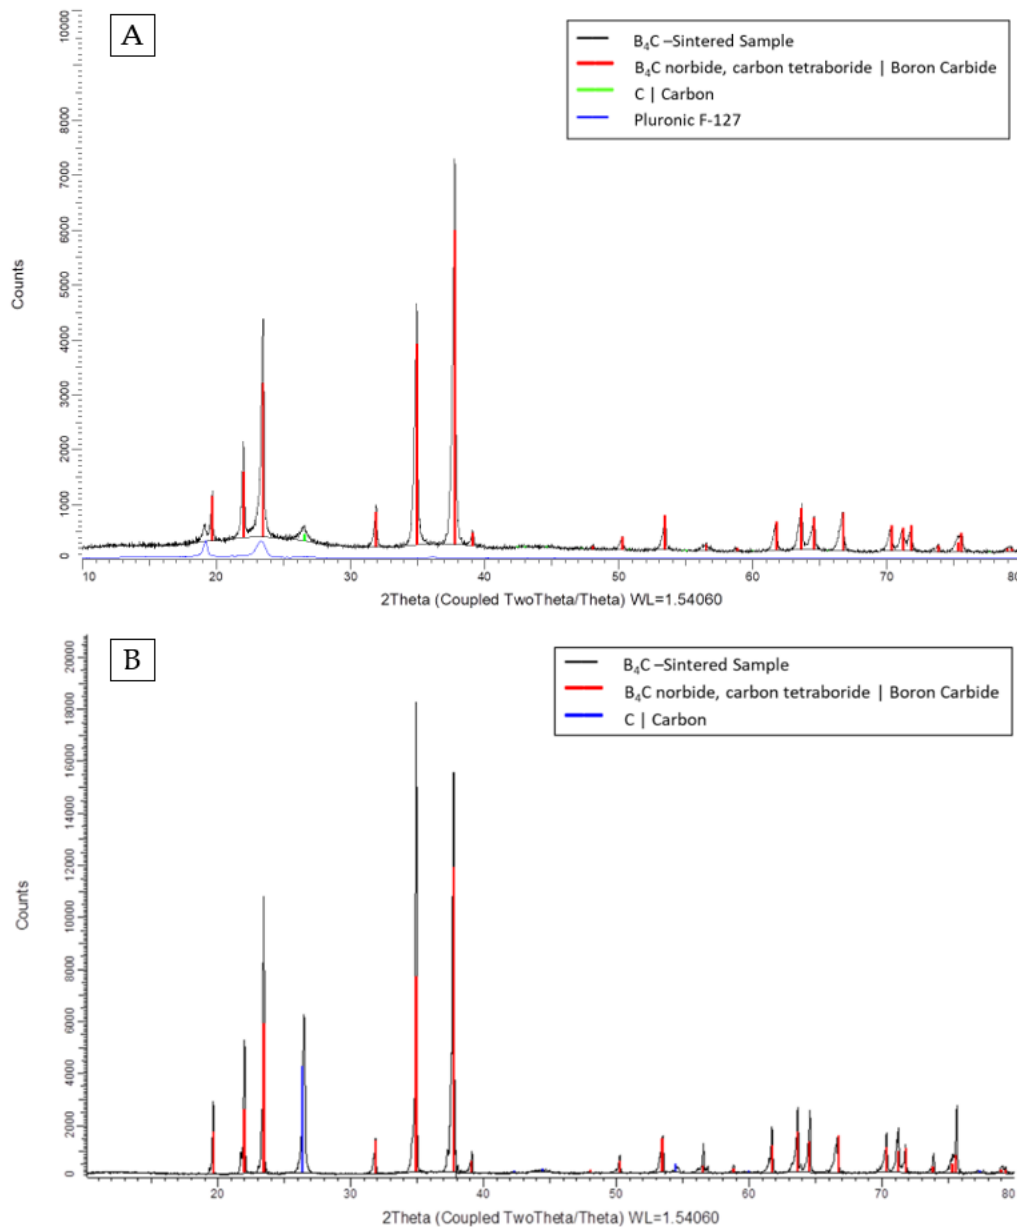 A
B₄C –Sintered Sample
B₄C norbide, carbon tetraboride | Boron Carbide
C | Carbon
Pluronic F-127
Counts
10000
8000
7000
6000
5000
4000
3000
2000
1000
0
10 20 30 40 50 60 70 80
2Theta (Coupled TwoTheta/Theta) WL=1.54060
B
B₄C –Sintered Sample
B₄C norbide, carbon tetraboride | Boron Carbide
C | Carbon
Counts
20000
18000
16000
14000
12000
10000
8000
6000
4000
2000
0
20 30 40 50 60 70 80
2Theta (Coupled TwoTheta/Theta) WL=1.54060